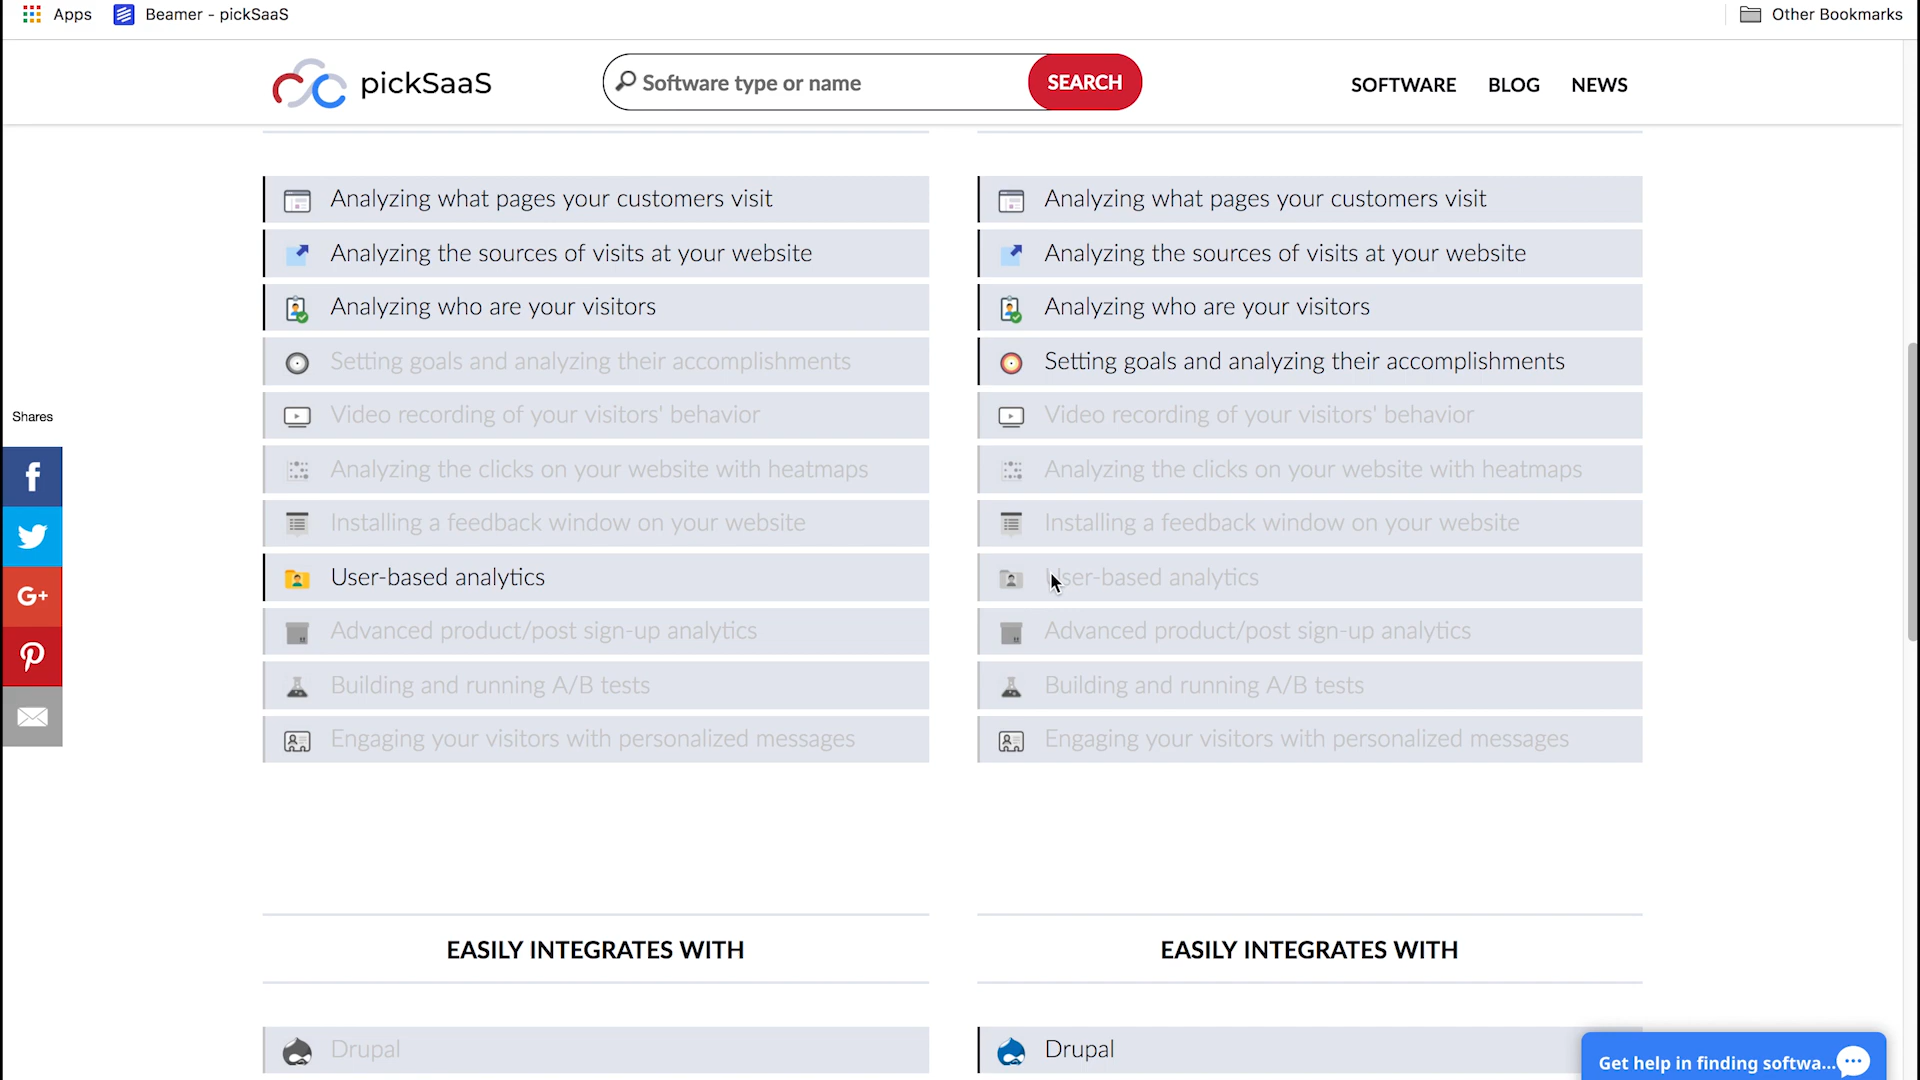 Apps
Beamer - pickSaaS
Other Bookmarks
pickSaaS
Software type or name
SEARCH
SOFTWARE
BLOG
NEWS
Analyzing what pages your customers visit
Analyzing the sources of visits at your website
Analyzing who are your visitors
Setting goals and analyzing their accomplishments
Video recording of your visitors' behavior
Analyzing the clicks on your website with heatmaps
Installing a feedback window on your website
User-based analytics
Advanced product/post sign-up analytics
Building and running A/B tests
Engaging your visitors with personalized messages
Analyzing what pages your customers visit
Analyzing the sources of visits at your website
Analyzing who are your visitors
Setting goals and analyzing their accomplishments
Video recording of your visitors' behavior
Analyzing the clicks on your website with heatmaps
Installing a feedback window on your website
User-based analytics
Advanced product/post sign-up analytics
Building and running A/B tests
Engaging your visitors with personalized messages
Shares
f
G+
EASILY INTEGRATES WITH
EASILY INTEGRATES WITH
Drupal
Drupal
Get help in finding softwa...